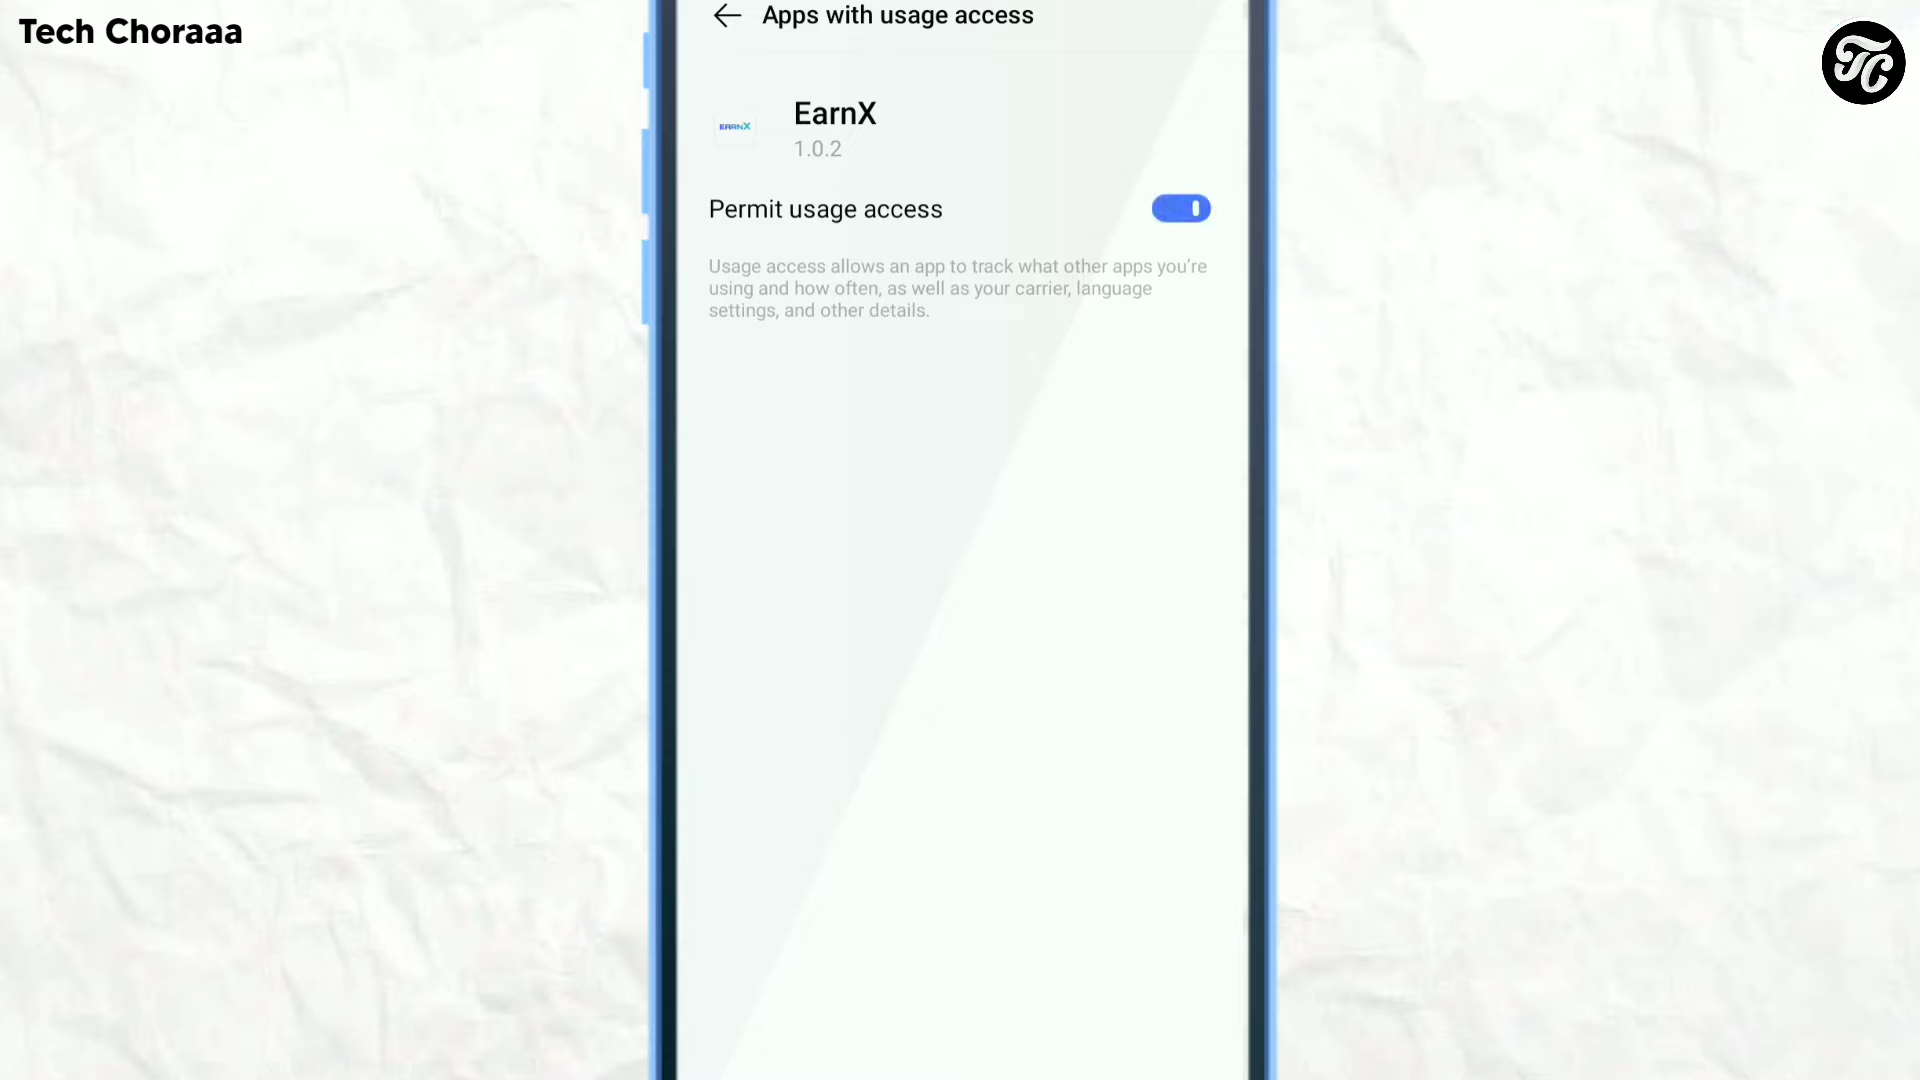 Tech Choraaa
TC
Apps with usage access
EARNX
EarnX
1.0.2
Permit usage access
Usage access allows an app to track what other apps you’re
using and how often, as well as your carrier, language
settings, and other details.